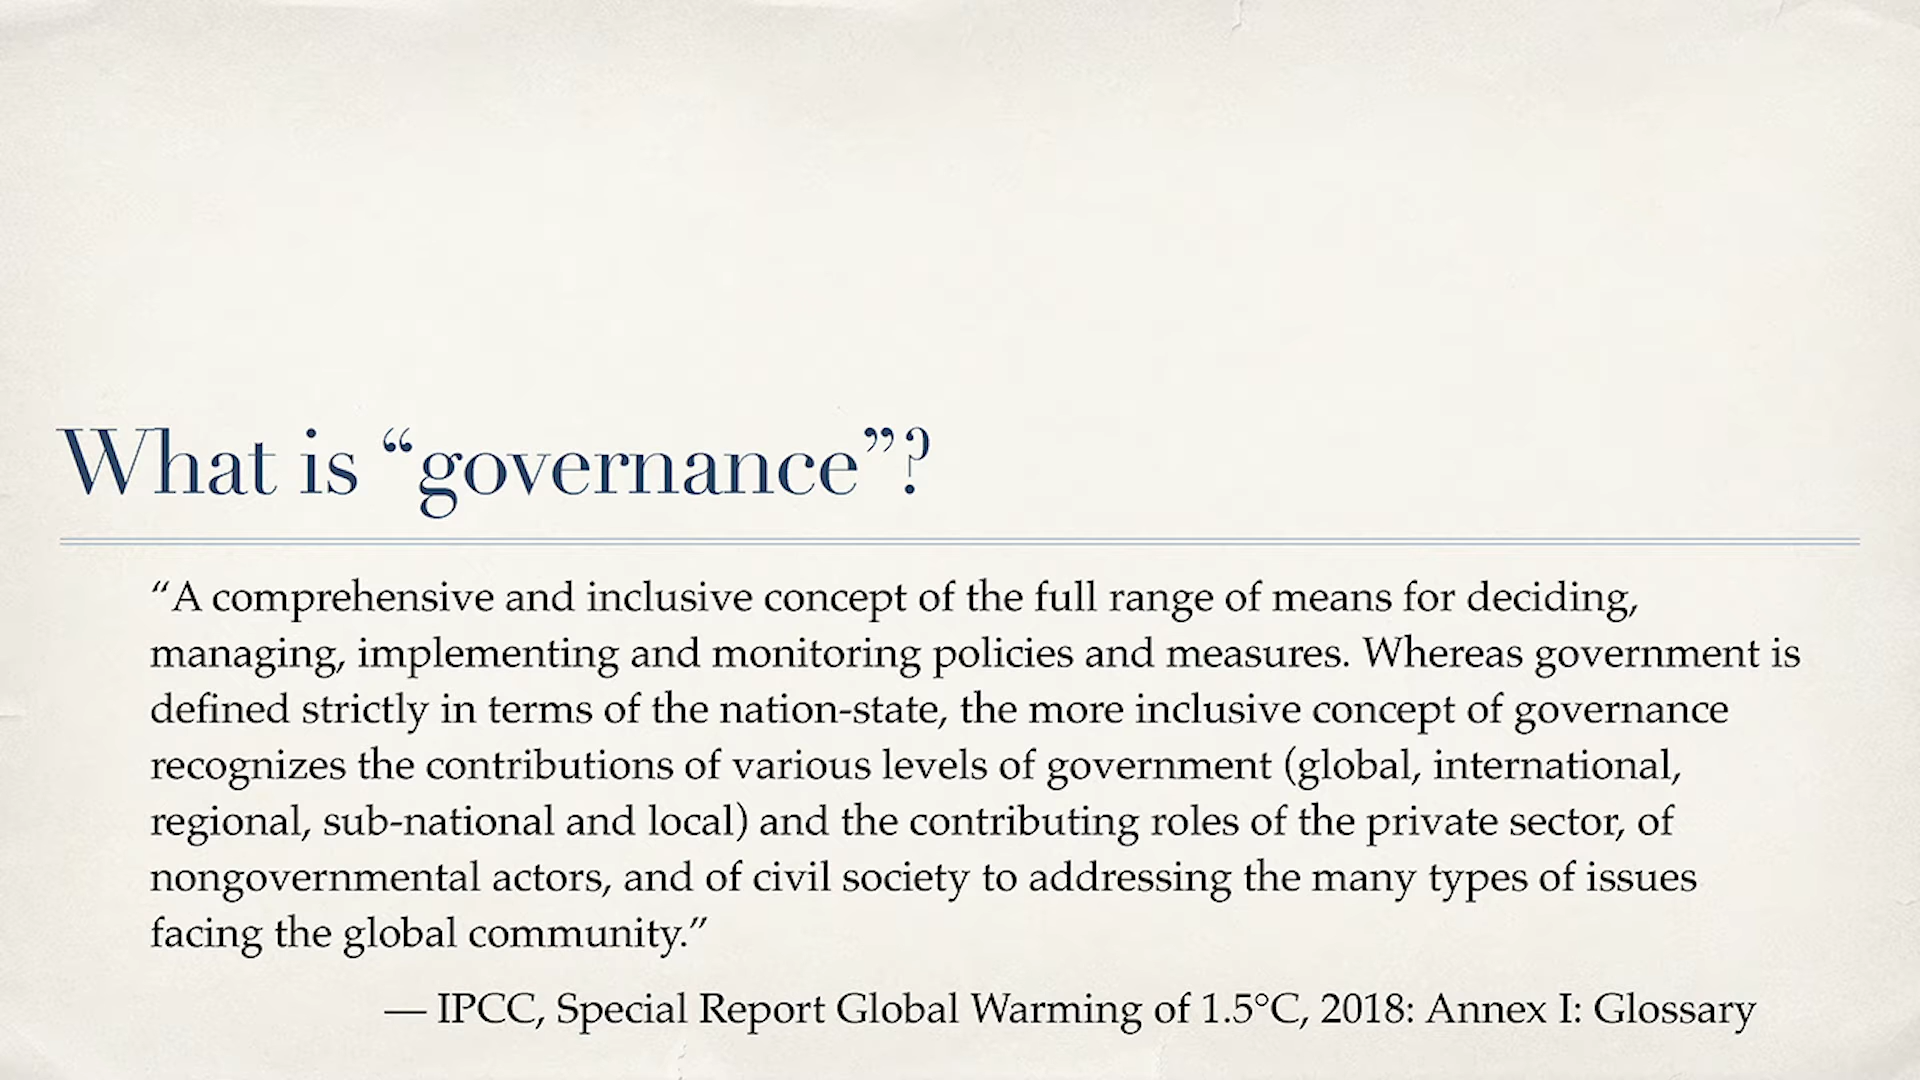 What is “governance”?
“A comprehensive and inclusive concept of the full range of means for deciding,
managing, implementing and monitoring policies and measures. Whereas government is
defined strictly in terms of the nation-state, the more inclusive concept of governance
recognizes the contributions of various levels of government (global, international,
regional, sub-national and local) and the contributing roles of the private sector, of
nongovernmental actors, and of civil society to addressing the many types of issues
facing the global community.”
— IPCC, Special Report Global Warming of 1.5°C, 2018: Annex I: Glossary